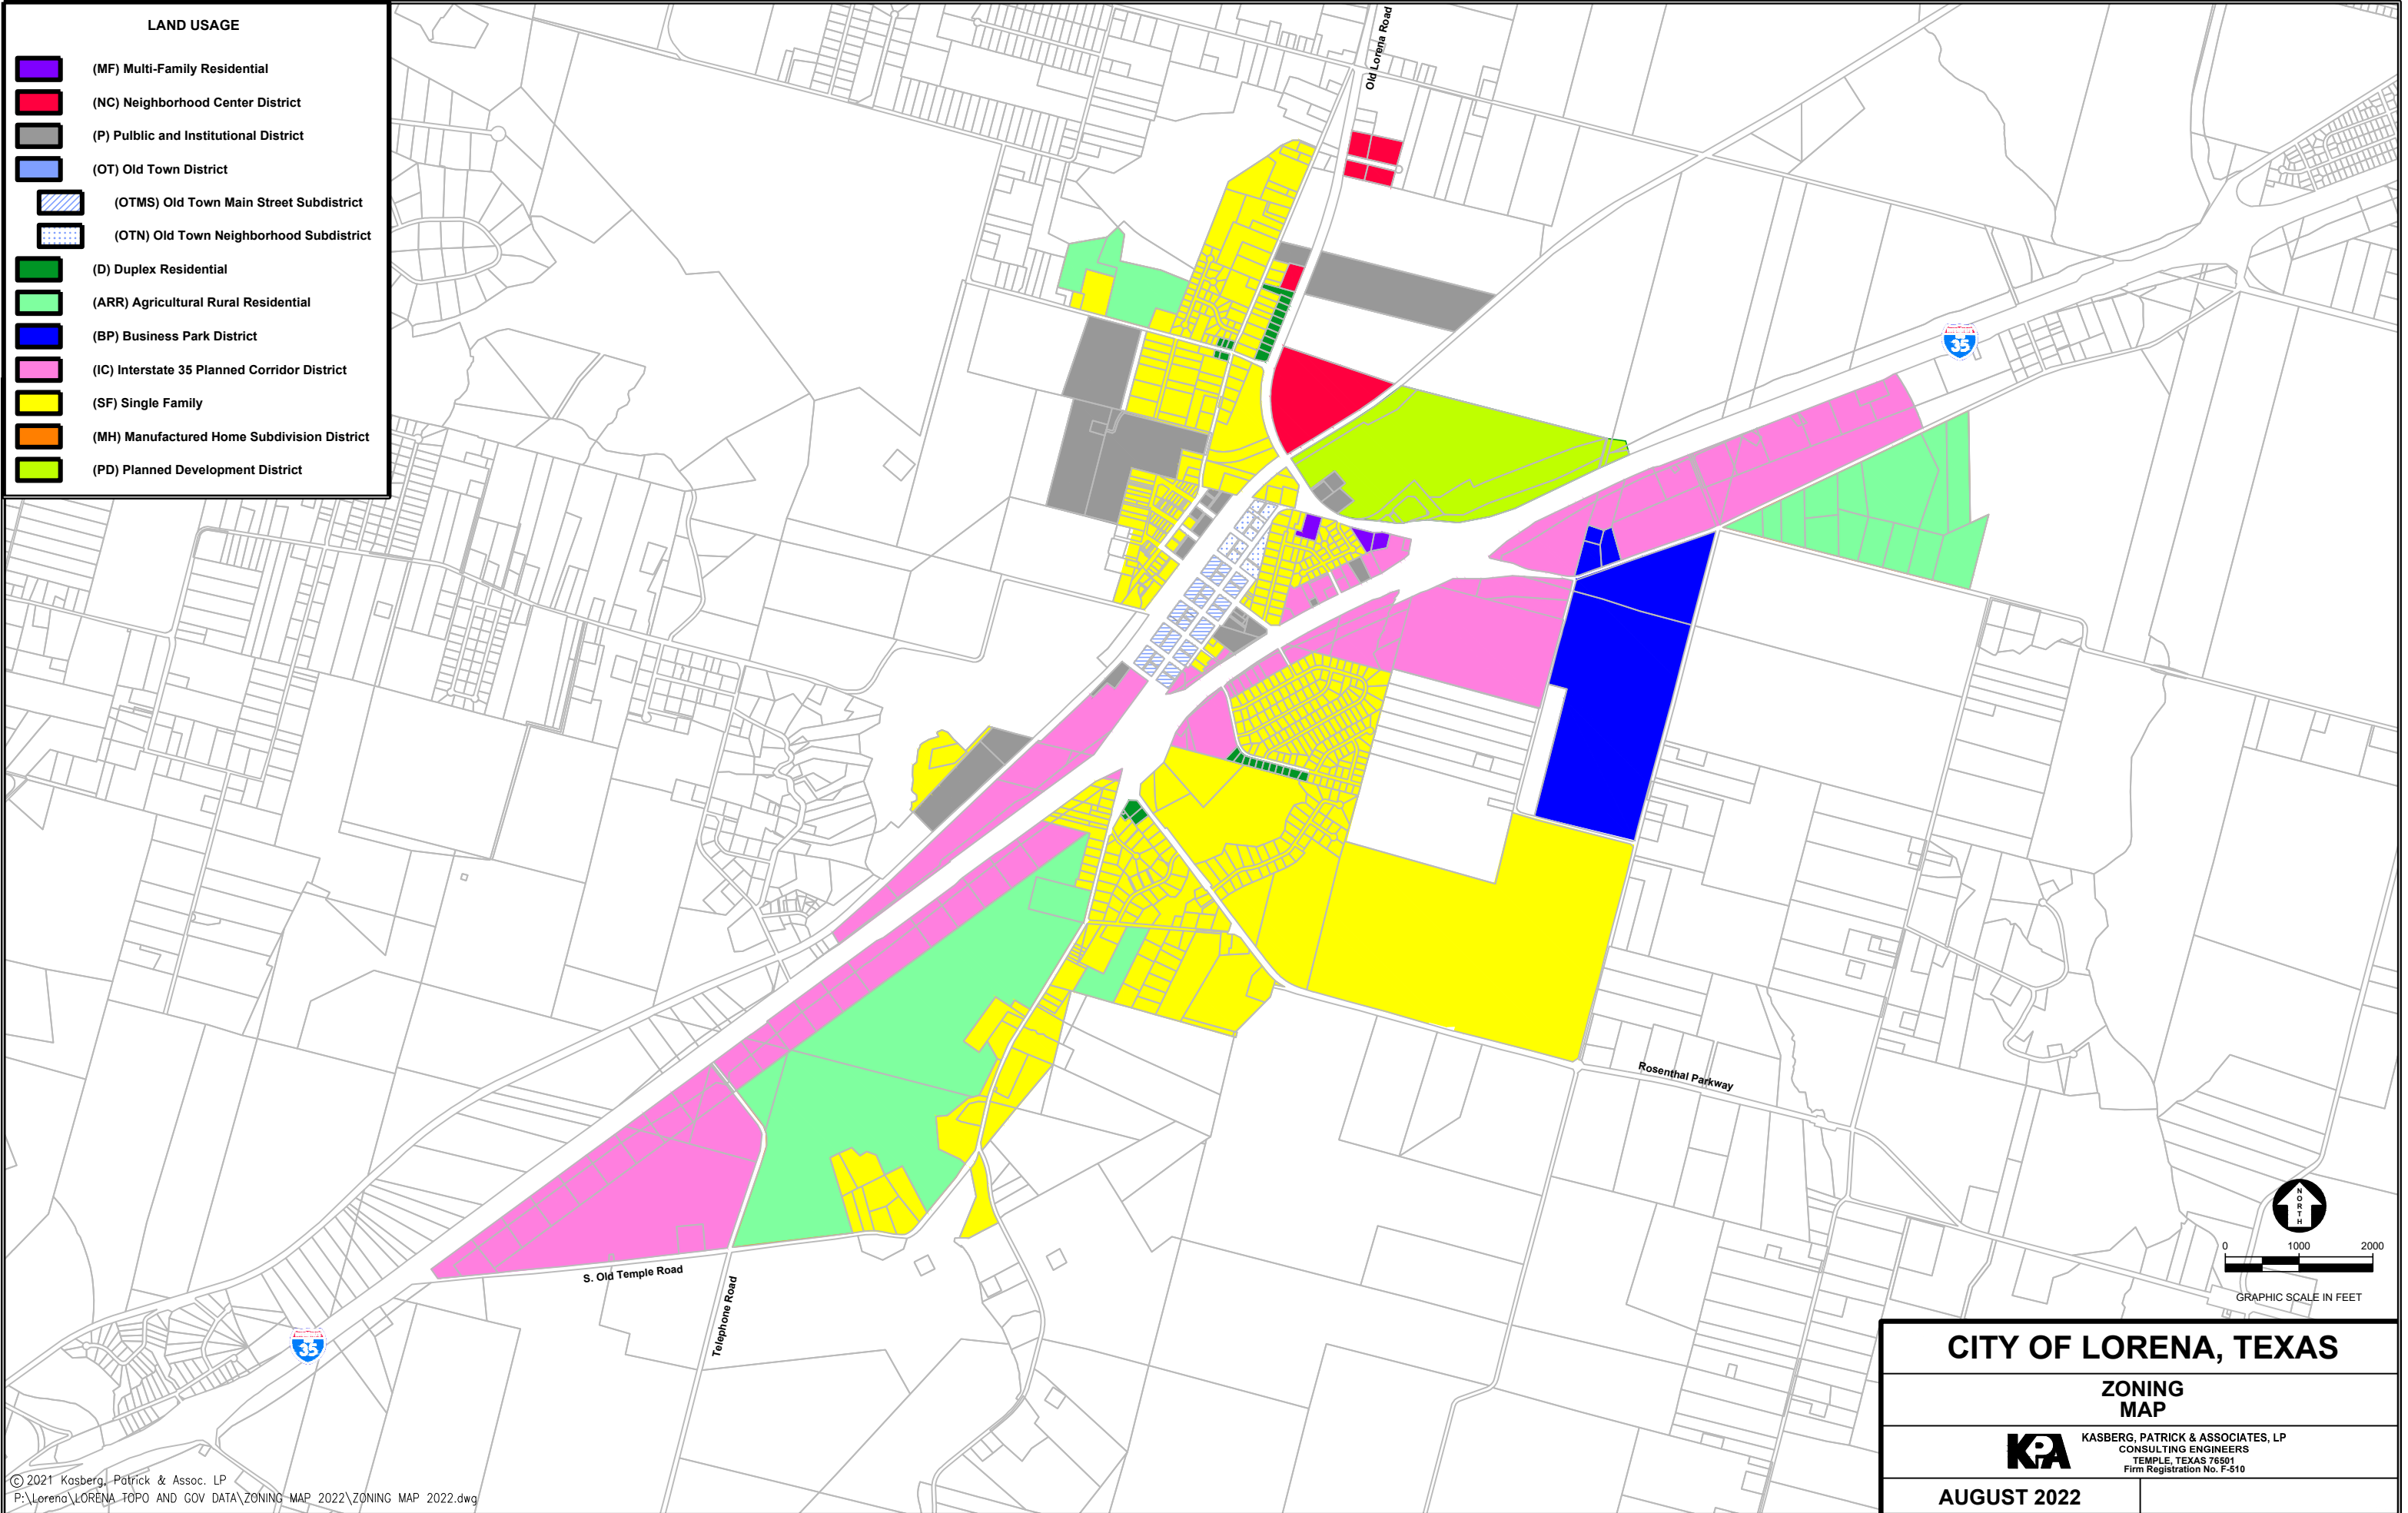 LAND USAGE
(MF) Multi-Family Residential
(NC) Neighborhood Center District
(P) Pulblic and Institutional District
(OT) Old Town District
(OTMS) Old Town Main Street Subdistrict
(OTN) Old Town Neighborhood Subdistrict
(D) Duplex Residential
(ARR) Agricultural Rural Residential
(BP) Business Park District
(IC) Interstate 35 Planned Corridor District
(SF) Single Family
(MH) Manufactured Home Subdivision District
(PD) Planned Development District
Old Lorena Road
35
Rosenthal Parkway
S. Old Temple Road
Telephone Road
35
NORTH
0 1000 2000
GRAPHIC SCALE IN FEET
CITY OF LORENA, TEXAS
ZONING
MAP
KPA
KASBERG, PATRICK & ASSOCIATES, LP
CONSULTING ENGINEERS
TEMPLE, TEXAS 76501
Firm Registration No. F-510
AUGUST 2022
© 2021 Kasberg, Patrick & Assoc. LP
P:\Lorena\LORENA TOPO AND GOV DATA\ZONING MAP 2022\ZONING MAP 2022.dwg